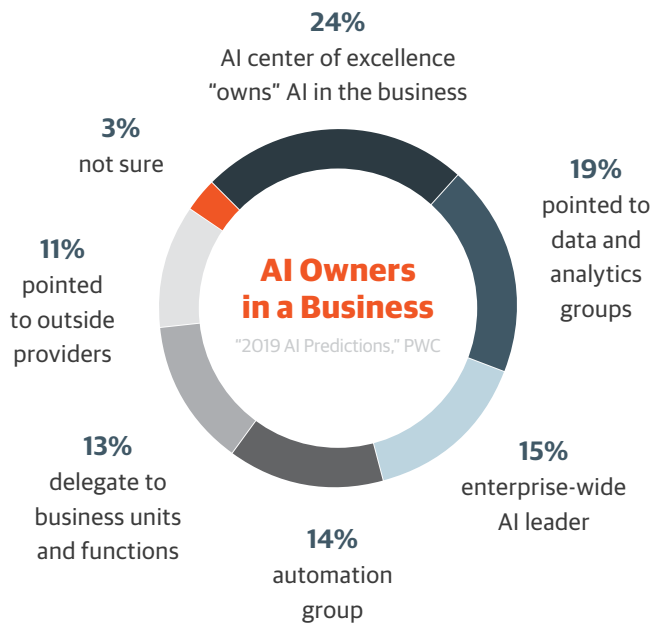 24%
AI center of excellence
“owns” AI in the business
19%
pointed to
data and
analytics
groups
15%
enterprise-wide
AI leader
14%
automation
group
13%
delegate to
business units
and functions
11%
pointed
to outside
providers
3%
not sure
AI Owners
in a Business
“2019 AI Predictions,” PWC